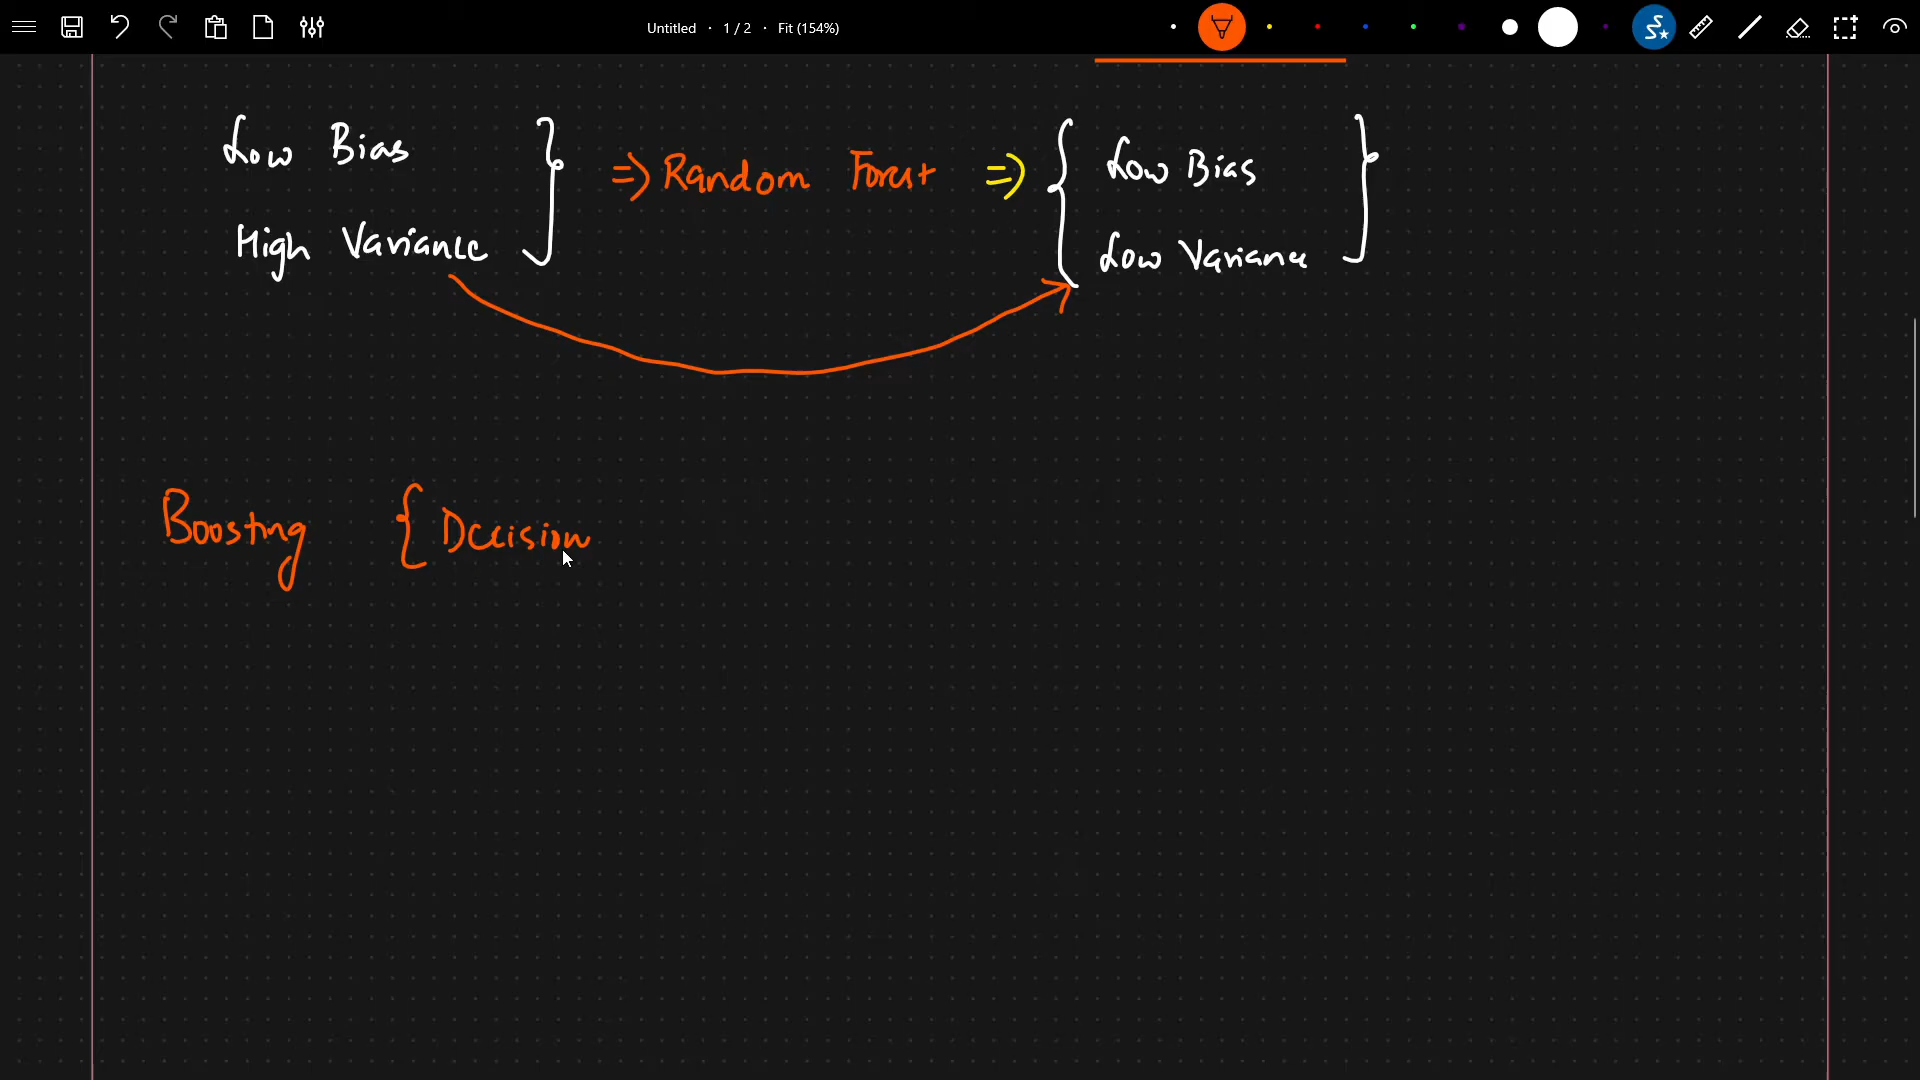 Untitled · 1 / 2 · Fit (154%)
Low Bias
High Variance
=> Random Forest =>
Low Bias
Low Variance
Boosting { Decision